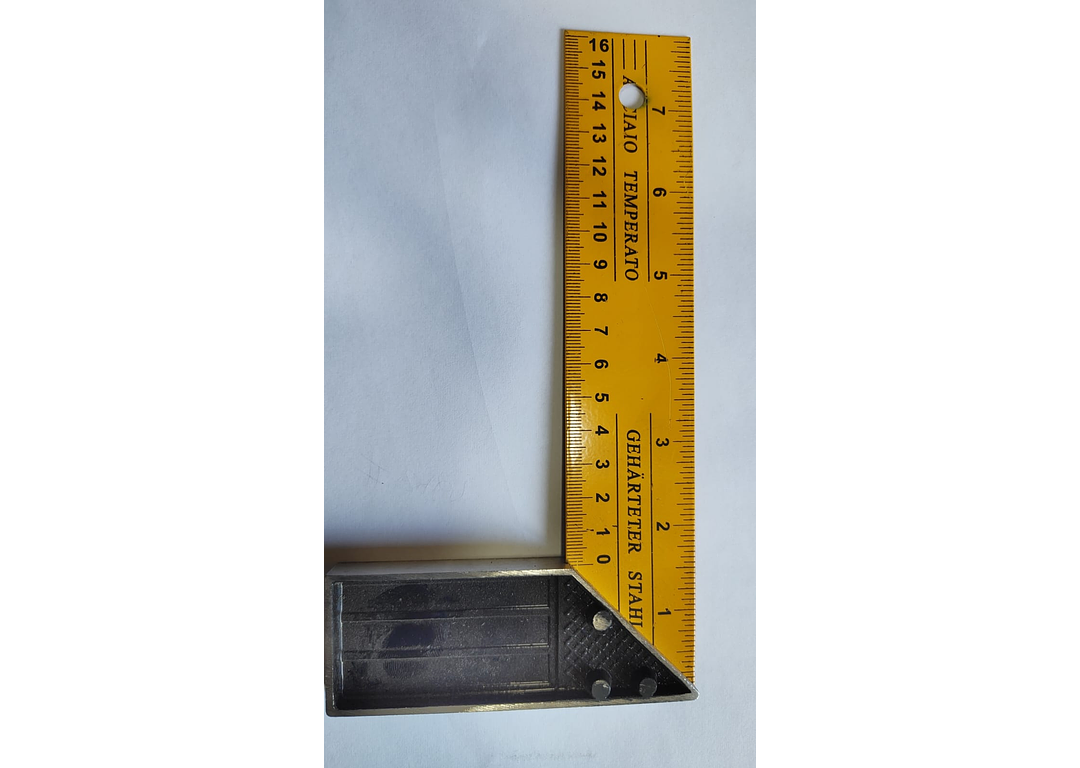 16 15 14 13 12 11 10 9 8 7 6 5 4 3 2 1 0
ACCIAIO TEMPERATO
GEHÄRTETER STAHL
7 6 5 4 3 2 1